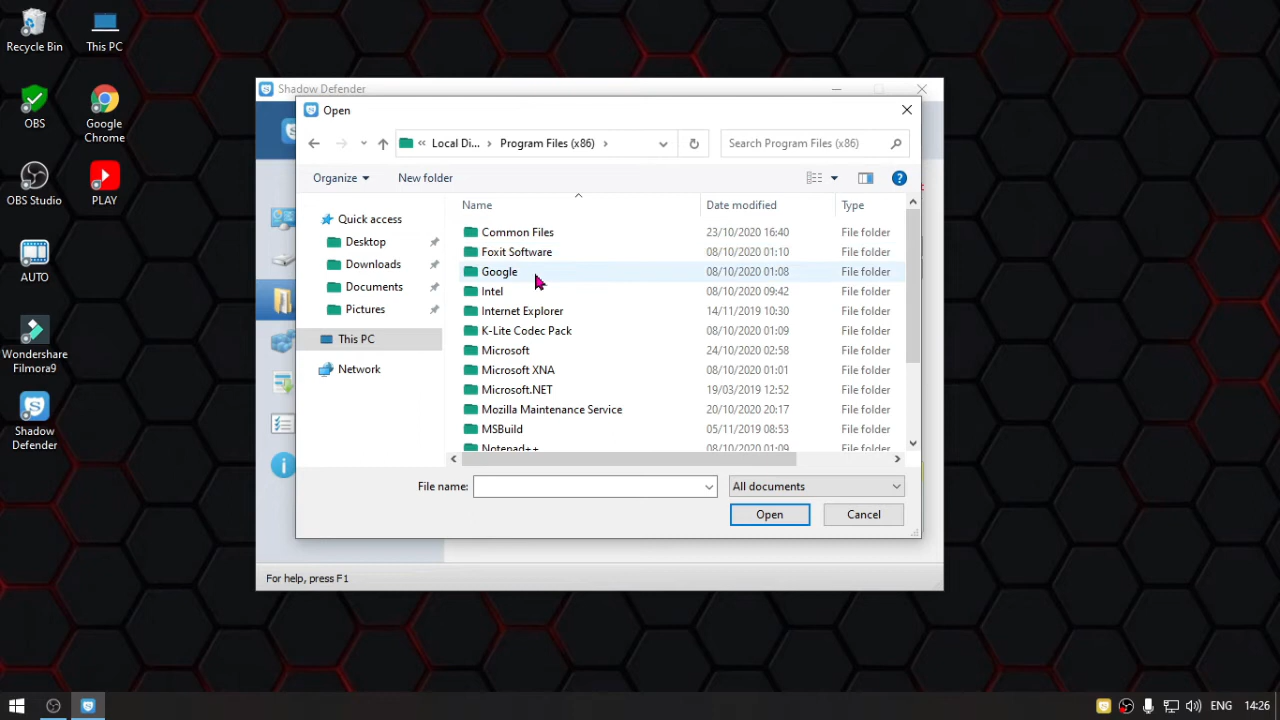 Recycle Bin
This PC
OBS
Google
Chrome
OBS Studio
PLAY
AUTO
Wondershare
Filmora9
Shadow
Defender
Shadow Defender
Open
Local Di...
Program Files (x86)
Search Program Files (x86)
Organize
New folder
Quick access
Desktop
Downloads
Documents
Pictures
This PC
Network
Name Date modified Type
Common Files 23/10/2020 16:40 File folder
Foxit Software 08/10/2020 01:10 File folder
Google 08/10/2020 01:08 File folder
Intel 08/10/2020 09:42 File folder
Internet Explorer 14/11/2019 10:30 File folder
K-Lite Codec Pack 08/10/2020 01:09 File folder
Microsoft 24/10/2020 02:58 File folder
Microsoft XNA 08/10/2020 01:01 File folder
Microsoft.NET 19/03/2023 12:52 File folder
Mozilla Maintenance Service 20/10/2020 20:17 File folder
MSBuild 05/11/2019 08:53 File folder
Notepad++ 08/10/2020 01:09 File folder
File name:
All documents
Open
Cancel
For help, press F1
ENG
14:26